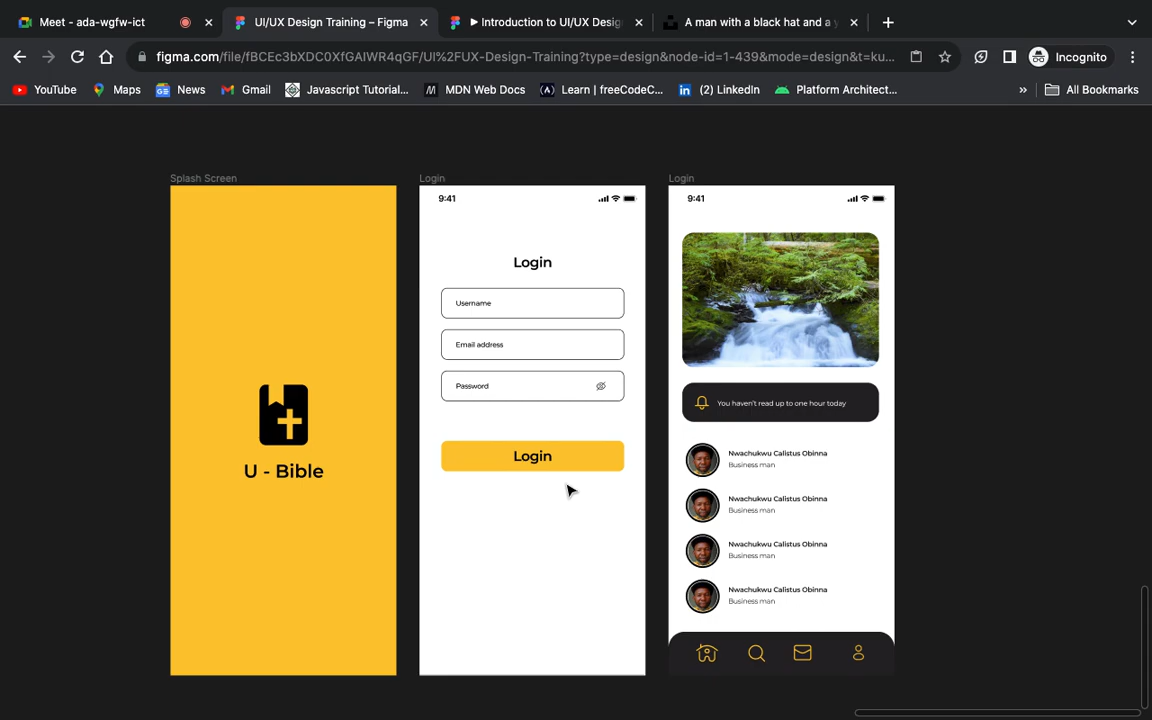 Meet - ada-wgfw-ict
UI/UX Design Training – Figma
Introduction to UI/UX Desig
A man with a black hat and a y
figma.com/file/fBCEc3bXDC0XfGAIWR4qGF/UI%2FUX-Design-Training?type=design&node-id=1-439&mode=design&t=ku...
Incognito
YouTube
Maps
News
Gmail
Javascript Tutorial...
MDN Web Docs
Learn | freeCodeC...
(2) LinkedIn
Platform Architect...
»
All Bookmarks
Splash Screen
U - Bible
Login
9:41
Login
Username
Email address
Password
Login
Login
9:41
You haven't read up to one hour today
Nwachukwu Calistus Obinna
Business man
Nwachukwu Calistus Obinna
Business man
Nwachukwu Calistus Obinna
Business man
Nwachukwu Calistus Obinna
Business man